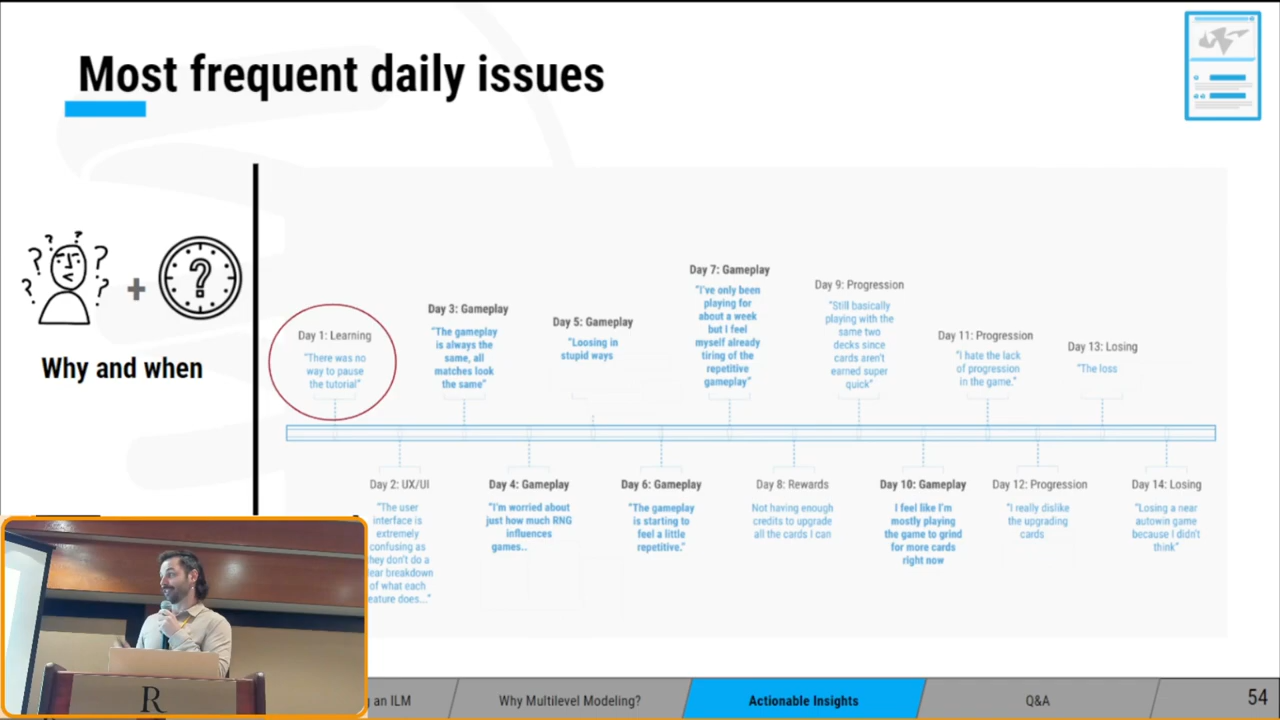 Most frequent daily issues
Why and when
Day 1: Learning
"There was no
way to pause
the tutorial"
Day 2: UX/UI
"The user
interface is
extremely
confusing as
they don't do a
clear breakdown
of what each
feature does..."
Day 3: Gameplay
"The gameplay
is always the
same, all
matches look
the same"
Day 4: Gameplay
"I'm worried about
just how much RNG
influences
games..
Day 5: Gameplay
"Loosing in
stupid ways
Day 6: Gameplay
"The gameplay
is starting to
feel a little
repetitive."
Day 7: Gameplay
"I've only been
playing for
about a week
but I feel
myself already
tiring of the
repetitive
gameplay"
Day 8: Rewards
Not having enough
credits to upgrade
all the cards I can
Day 9: Progression
"Still basically
playing with the
same two
decks since
cards aren't
earned super
quick"
Day 10: Gameplay
I feel like I'm
mostly playing
the game to grind
for more cards
right now
Day 11: Progression
"I hate the lack
of progression
in the game."
Day 12: Progression
"I really dislike
the upgrading
cards
Day 13: Losing
"The loss
Day 14: Losing
"Losing a near
autowin game
because I didn't
think"
R
an ILM
Why Multilevel Modeling?
Actionable Insights
Q&A
54